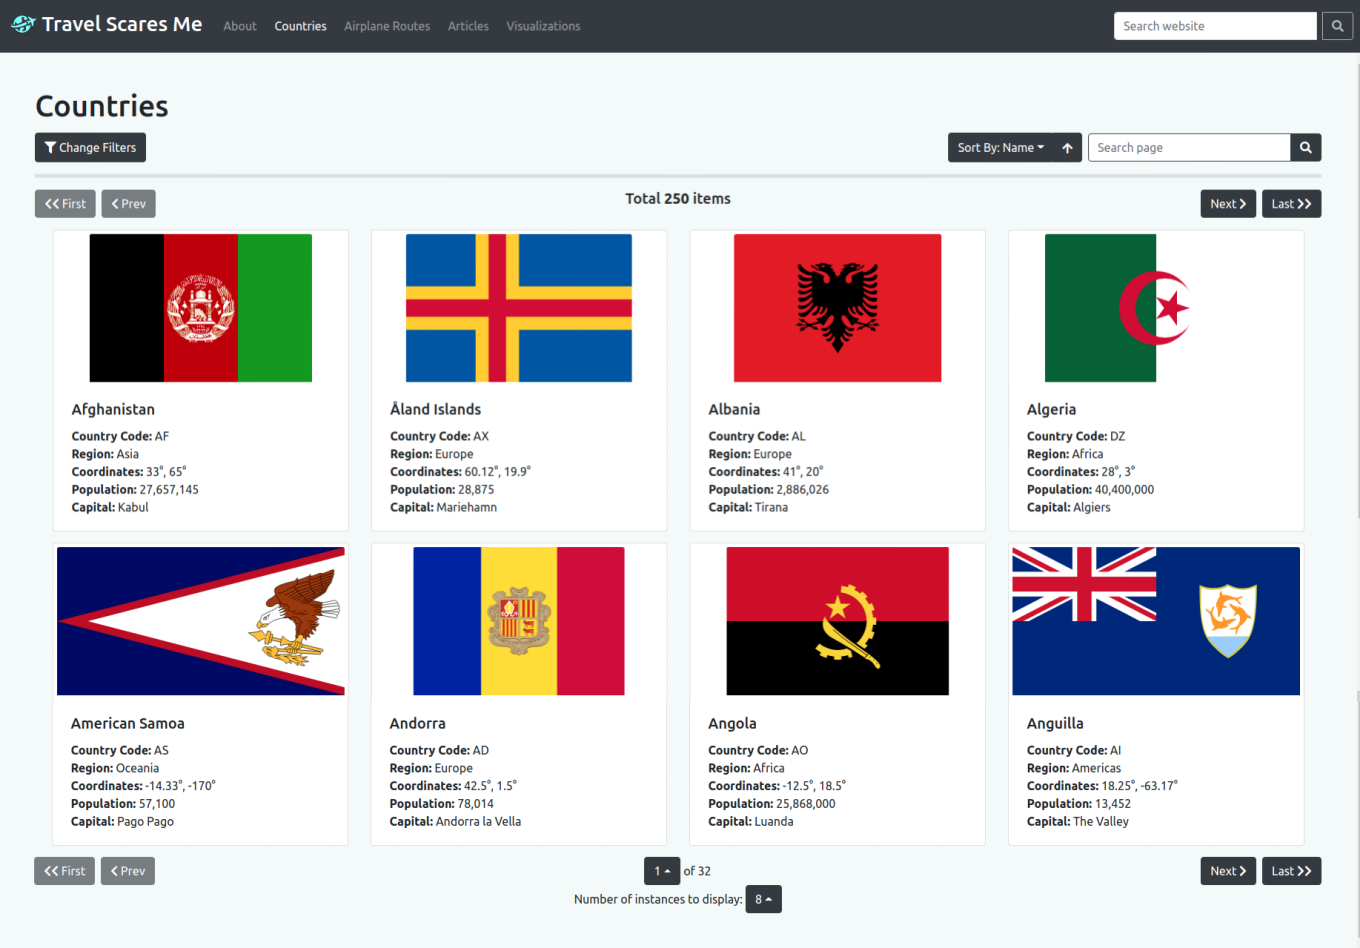 Travel Scares Me About Countries Airplane Routes Articles Visualizations Search website
Countries
Change Filters Sort By: Name Search page
First Prev Total 250 items Next Last
Afghanistan
Country Code: AF
Region: Asia
Coordinates: 33°, 65°
Population: 27,657,145
Capital: Kabul
Åland Islands
Country Code: AX
Region: Europe
Coordinates: 60.12°, 19.9°
Population: 28,875
Capital: Mariehamn
Albania
Country Code: AL
Region: Europe
Coordinates: 41°, 20°
Population: 2,886,026
Capital: Tirana
Algeria
Country Code: DZ
Region: Africa
Coordinates: 28°, 3°
Population: 40,400,000
Capital: Algiers
American Samoa
Country Code: AS
Region: Oceania
Coordinates: -14.33°, -170°
Population: 57,100
Capital: Pago Pago
Andorra
Country Code: AD
Region: Europe
Coordinates: 42.5°, 1.5°
Population: 78,014
Capital: Andorra la Vella
Angola
Country Code: AO
Region: Africa
Coordinates: -12.5°, 18.5°
Population: 25,868,000
Capital: Luanda
Anguilla
Country Code: AI
Region: Americas
Coordinates: 18.25°, -63.17°
Population: 13,452
Capital: The Valley
First Prev 1 of 32 Next Last
Number of instances to display: 8